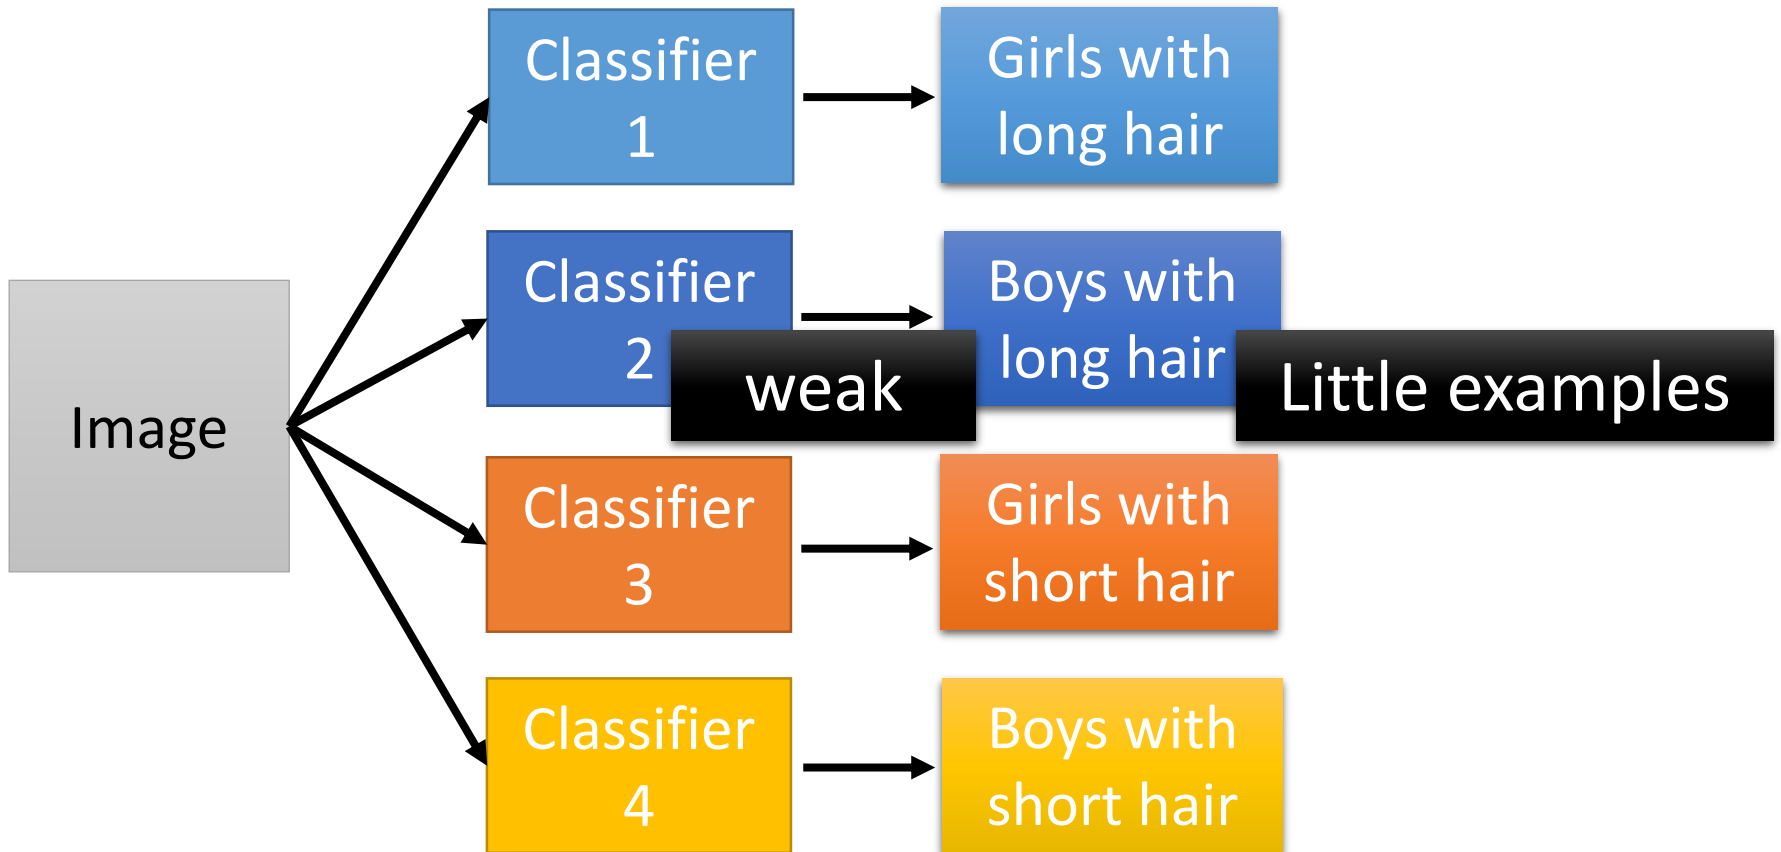 Image
Classifier
1
Girls with
long hair
Classifier
2
Boys with
long hair
weak
Little examples
Classifier
3
Girls with
short hair
Classifier
4
Boys with
short hair